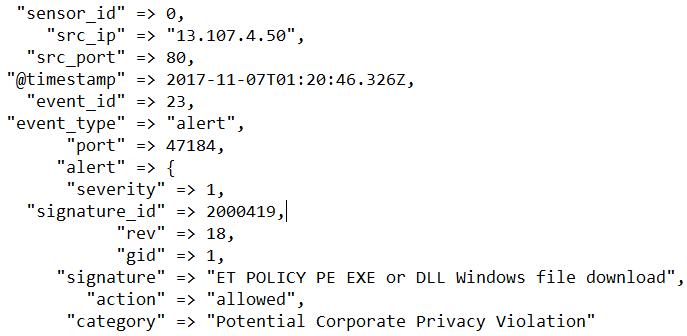 "sensor_id" => 0,
"src_ip" => "13.107.4.50",
"src_port" => 80,
"@timestamp" => 2017-11-07T01:20:46.326Z,
"event_id" => 23,
"event_type" => "alert",
"port" => 47184,
"alert" => {
"severity" => 1,
"signature_id" => 2000419,
"rev" => 18,
"gid" => 1,
"signature" => "ET POLICY PE EXE or DLL Windows file download",
"action" => "allowed",
"category" => "Potential Corporate Privacy Violation"